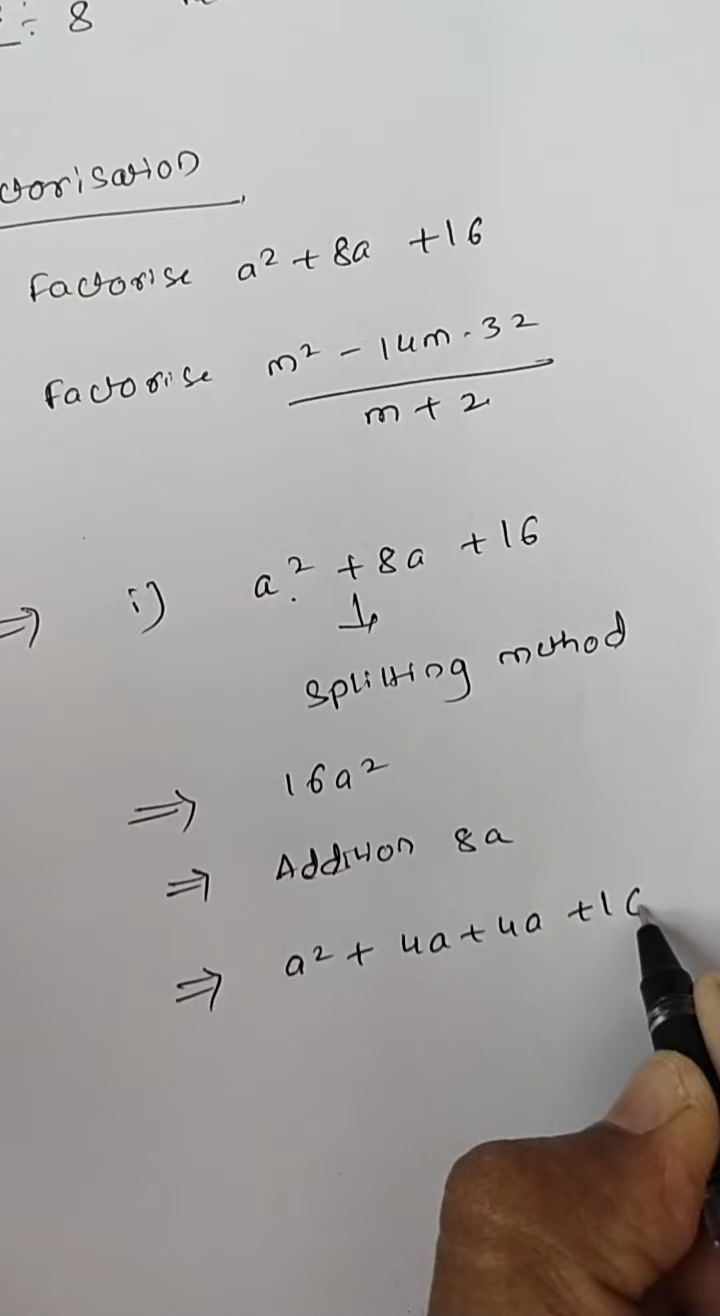 ÷ 8
ctorisation
Factorise a² + 8a + 16
Factorise m² - 14m - 32
m + 2
⇒ i) a² + 8a + 16
Splitting method
⇒ 16a²
⇒ Addition 8a
⇒ a² + 4a + 4a + 16